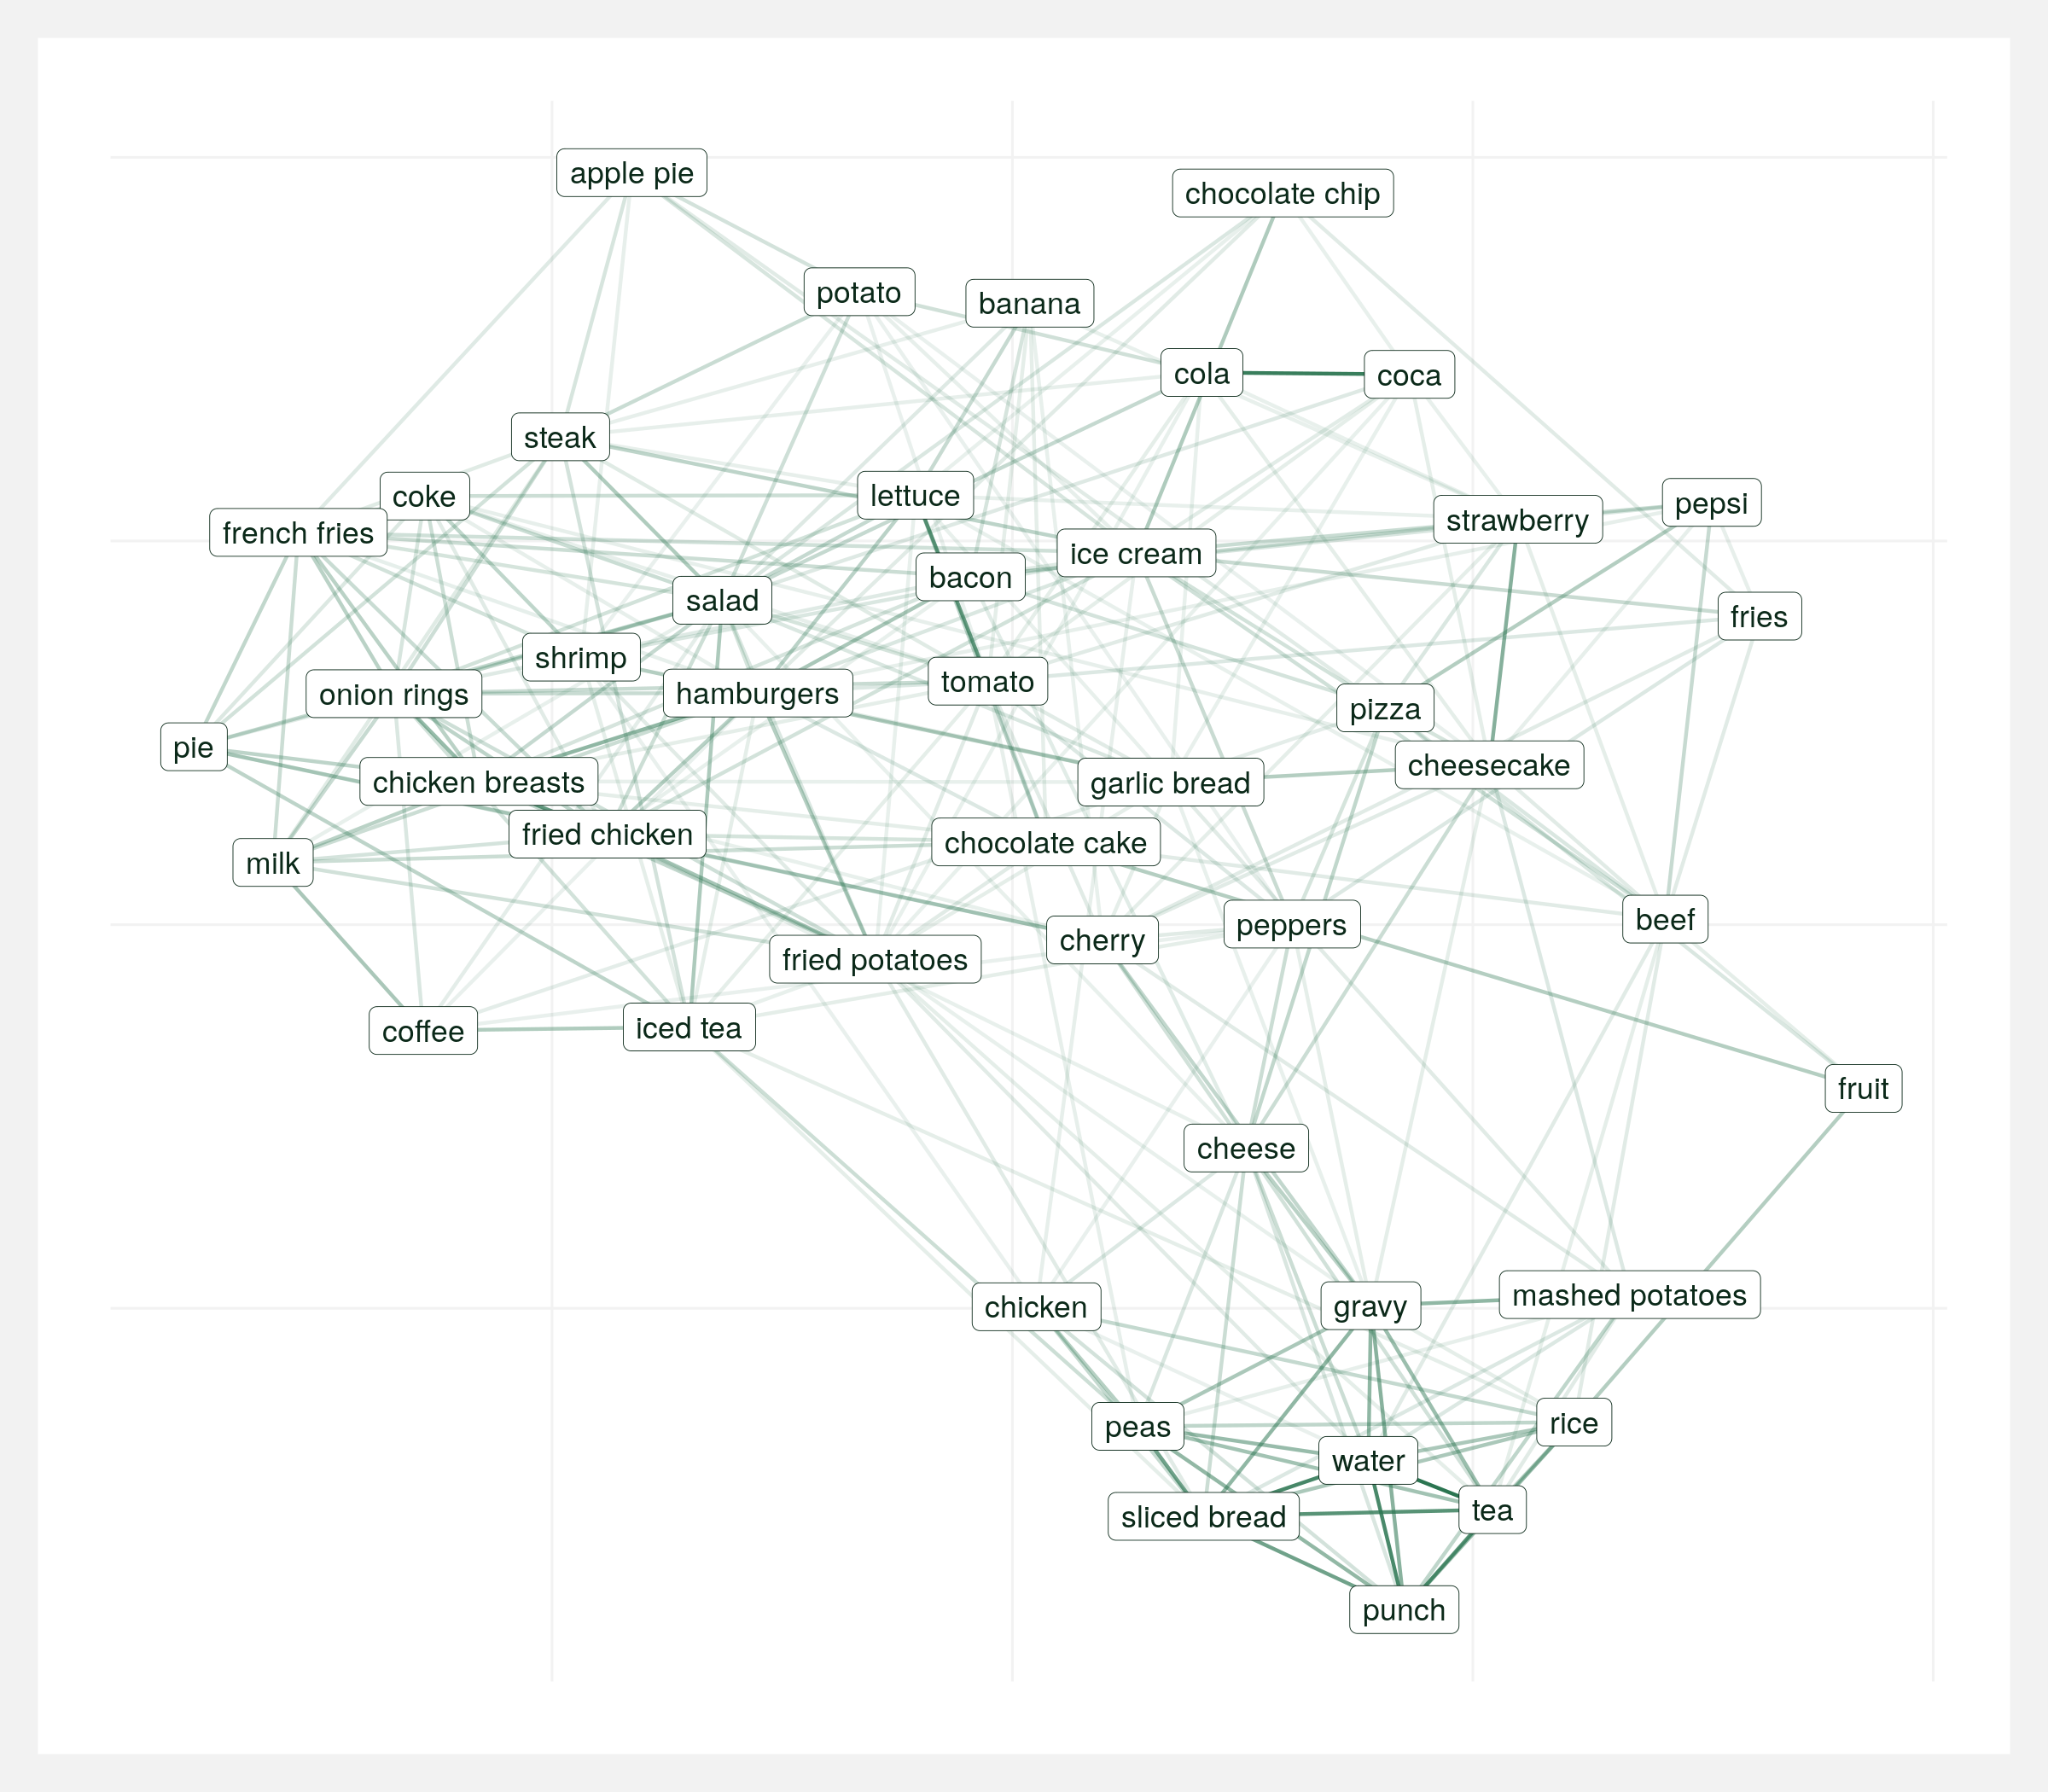 apple pie
chocolate chip
potato
banana
cola
coca
steak
coke
lettuce
pepsi
strawberry
french fries
ice cream
bacon
salad
fries
shrimp
tomato
onion rings
hamburgers
pizza
pie
cheesecake
chicken breasts
garlic bread
fried chicken
chocolate cake
milk
beef
peppers
cherry
fried potatoes
coffee
iced tea
fruit
cheese
mashed potatoes
chicken
gravy
rice
peas
water
tea
sliced bread
punch